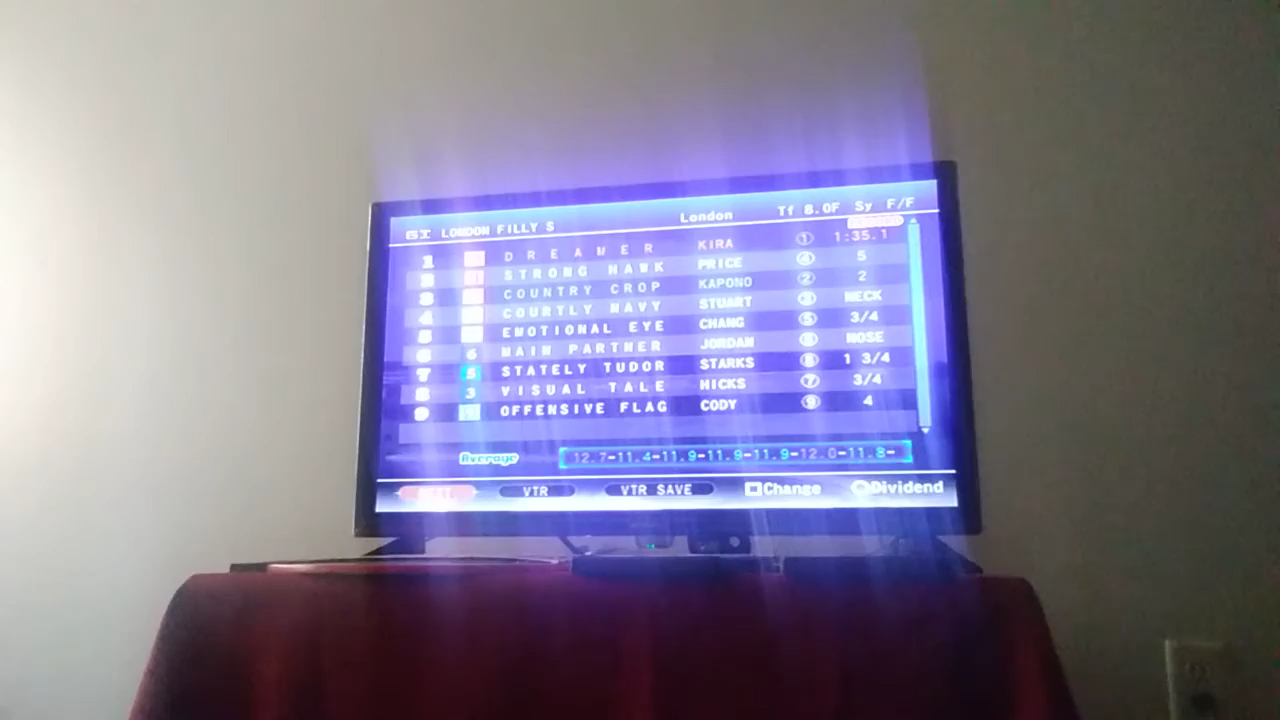 GI LONDON FILLY S London Tf 8.0F Sy F/F
1 DREAMER KIRA 1 1:35.1
2 STRONG HAWK PRICE 4 5
3 COUNTRY CROP KAPONO 2 2
4 COURTLY NAVY STUART 3 NECK
5 EMOTIONAL EYE CHANG 5 3/4
6 6 MAIN PARTNER JORDAN NOSE
7 5 STATELY TUDOR STARKS 1 3/4
8 3 VISUAL TALE HICKS 7 3/4
9 OFFENSIVE FLAG CODY 9 4
Average 12.7-11.4-11.9-11.9-11.9-12.0-11.8-
VTR VTR SAVE Change Dividend